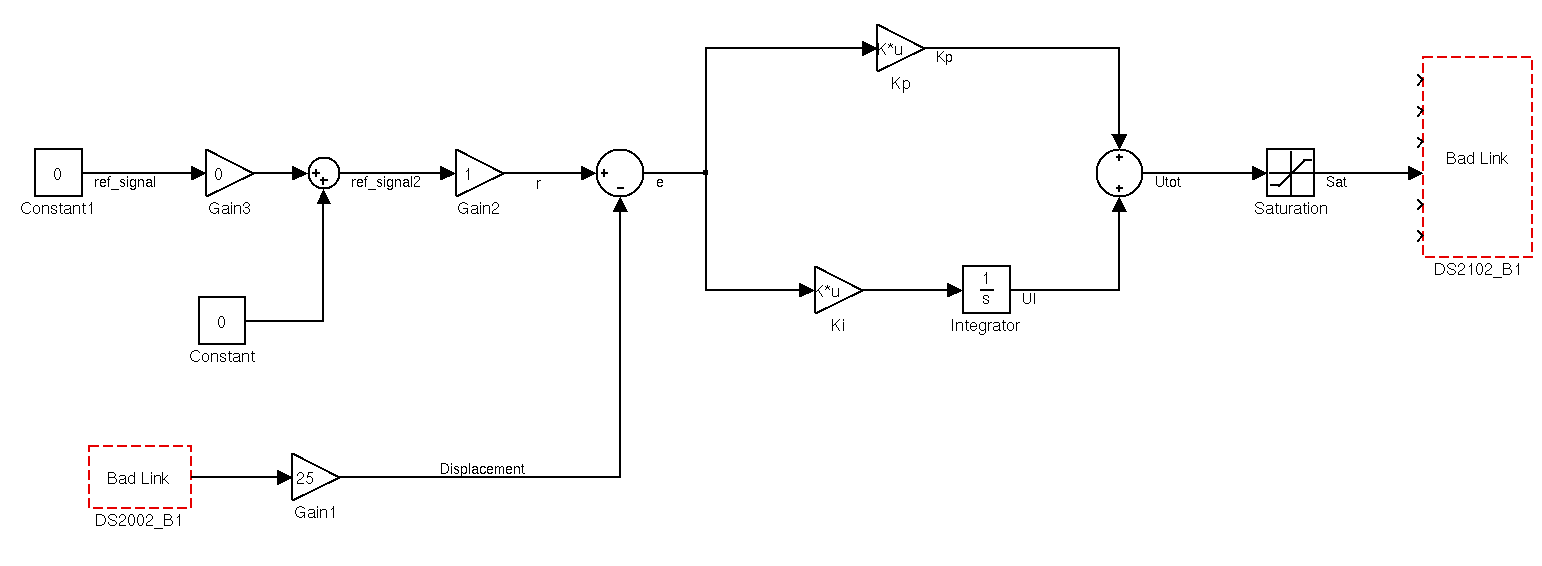 K*u
Kp
Kp
Bad Link
DS2102_B1
0
ref_signal
Constant1
0
Gain3
+
+
ref_signal2
1
Gain2
r
+
-
e
+
+
Utot
Saturation
Sat
K*u
Ki
1
s
Integrator
UI
0
Constant
Bad Link
DS2002_B1
25
Gain1
Displacement